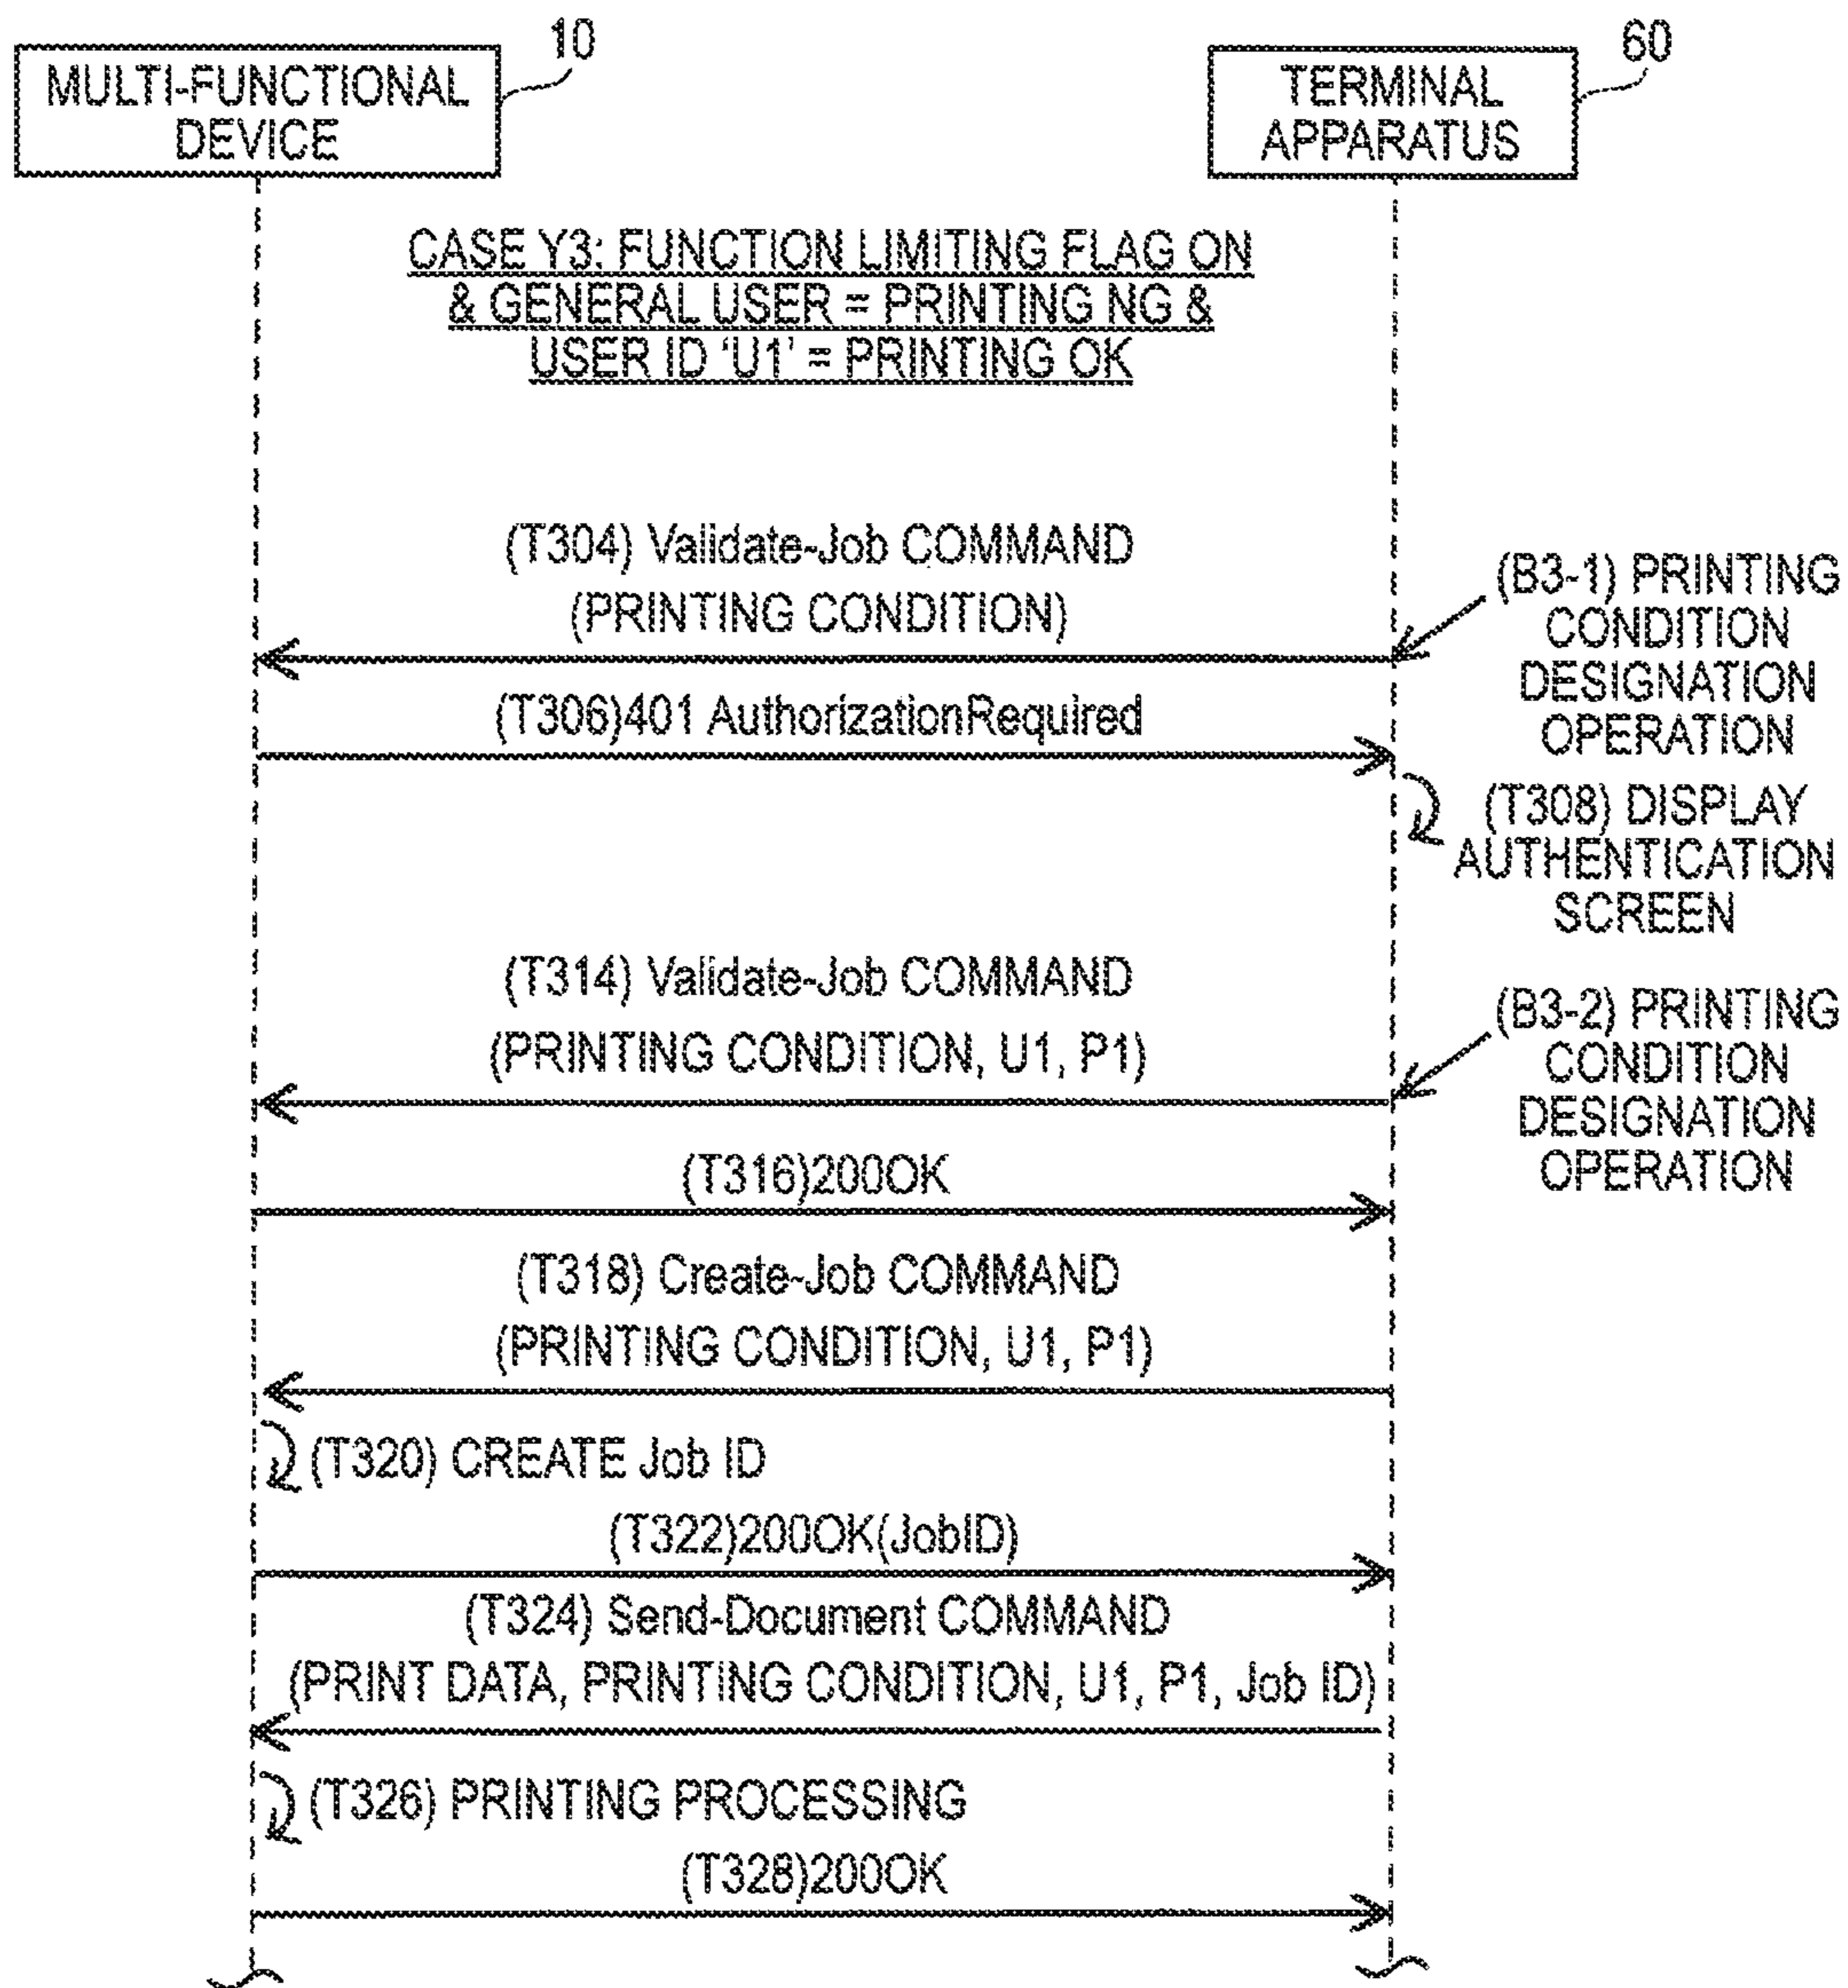 10
60
MULTI-FUNCTIONAL
DEVICE
TERMINAL
APPARATUS
CASE Y3: FUNCTION LIMITING FLAG ON
& GENERAL USER = PRINTING NG &
USER ID ‘U1’ = PRINTING OK
(T304) Validate-Job COMMAND
(PRINTING CONDITION)
(B3-1) PRINTING
CONDITION
DESIGNATION
OPERATION
(T306)401 AuthorizationRequired
(T308) DISPLAY
AUTHENTICATION
SCREEN
(T314) Validate-Job COMMAND
(PRINTING CONDITION, U1, P1)
(B3-2) PRINTING
CONDITION
DESIGNATION
OPERATION
(T316)200OK
(T318) Create-Job COMMAND
(PRINTING CONDITION, U1, P1)
(T320) CREATE Job ID
(T322)200OK(JobID)
(T324) Send-Document COMMAND
(PRINT DATA, PRINTING CONDITION, U1, P1, Job ID)
(T326) PRINTING PROCESSING
(T328)200OK